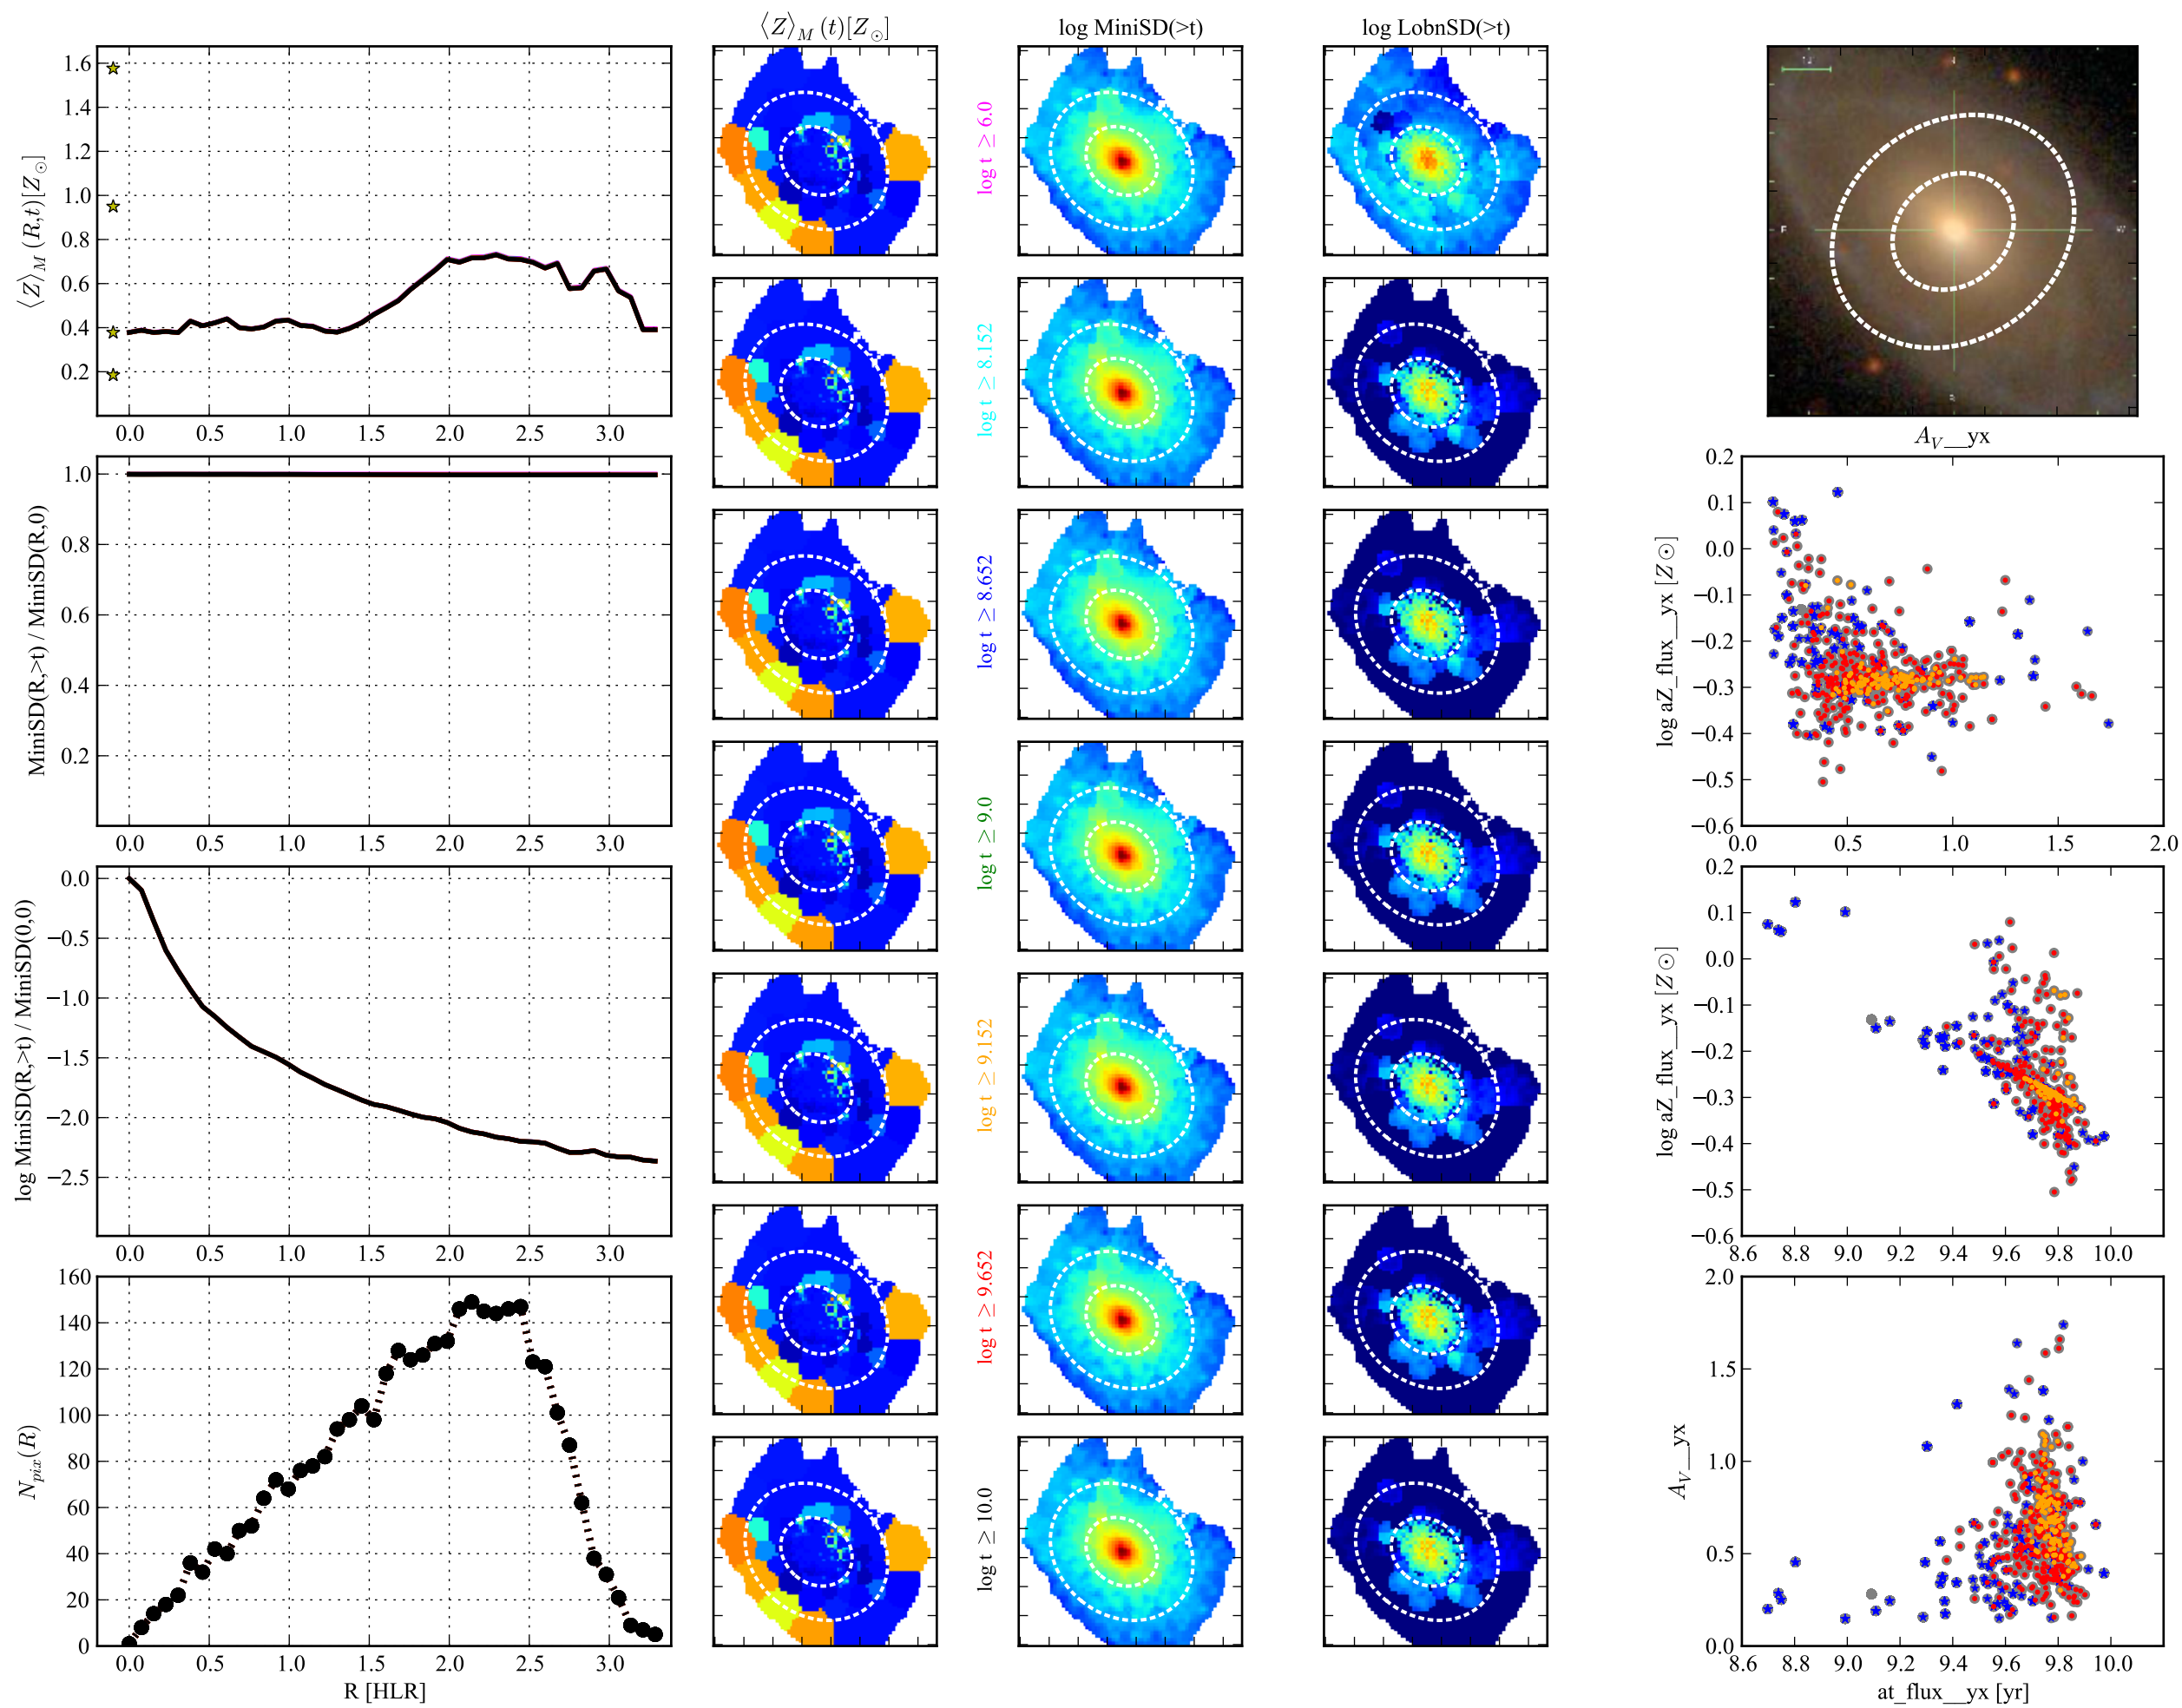 ⟨Z⟩_M (t)[Z_⊙]
log MiniSD(>t)
log LobnSD(>t)
⟨Z⟩_M (R,t)[Z_⊙]
1.6
1.4
1.2
1.0
0.8
0.6
0.4
0.2
0.0 0.5 1.0 1.5 2.0 2.5 3.0
MiniSD(R,>t) / MiniSD(R,0)
1.0
0.8
0.6
0.4
0.2
0.0 0.5 1.0 1.5 2.0 2.5 3.0
log MiniSD(R,>t) / MiniSD(0,0)
0.0
−0.5
−1.0
−1.5
−2.0
−2.5
0.0 0.5 1.0 1.5 2.0 2.5 3.0
N_pix(R)
160
140
120
100
80
60
40
20
0
0.0 0.5 1.0 1.5 2.0 2.5 3.0
R [HLR]
log t ≥ 6.0
log t ≥ 8.152
log t ≥ 8.652
log t ≥ 9.0
log t ≥ 9.152
log t ≥ 9.652
log t ≥ 10.0
A_V__yx
log aZ_flux__yx [Z⊙]
0.2
0.1
0.0
−0.1
−0.2
−0.3
−0.4
−0.5
−0.6
0.0 0.5 1.0 1.5 2.0
log aZ_flux__yx [Z⊙]
0.2
0.1
0.0
−0.1
−0.2
−0.3
−0.4
−0.5
−0.6
8.6 8.8 9.0 9.2 9.4 9.6 9.8 10.0
A_V__yx
2.0
1.5
1.0
0.5
0.0
8.6 8.8 9.0 9.2 9.4 9.6 9.8 10.0
at_flux__yx [yr]